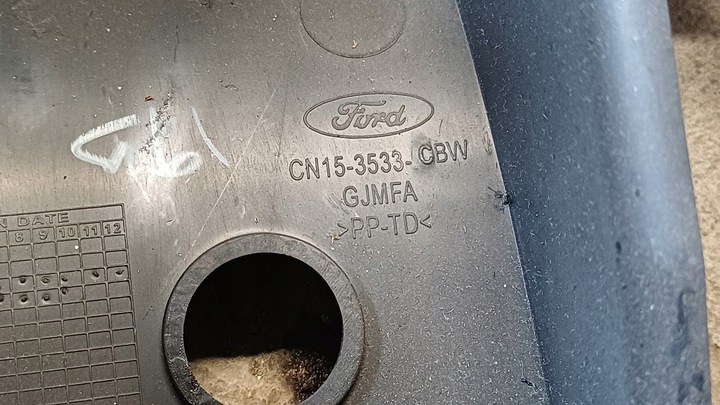 Ford
CN15-3533- CBW
GJMFA
>PP-TD<
N DATE
8 9 10 11 12